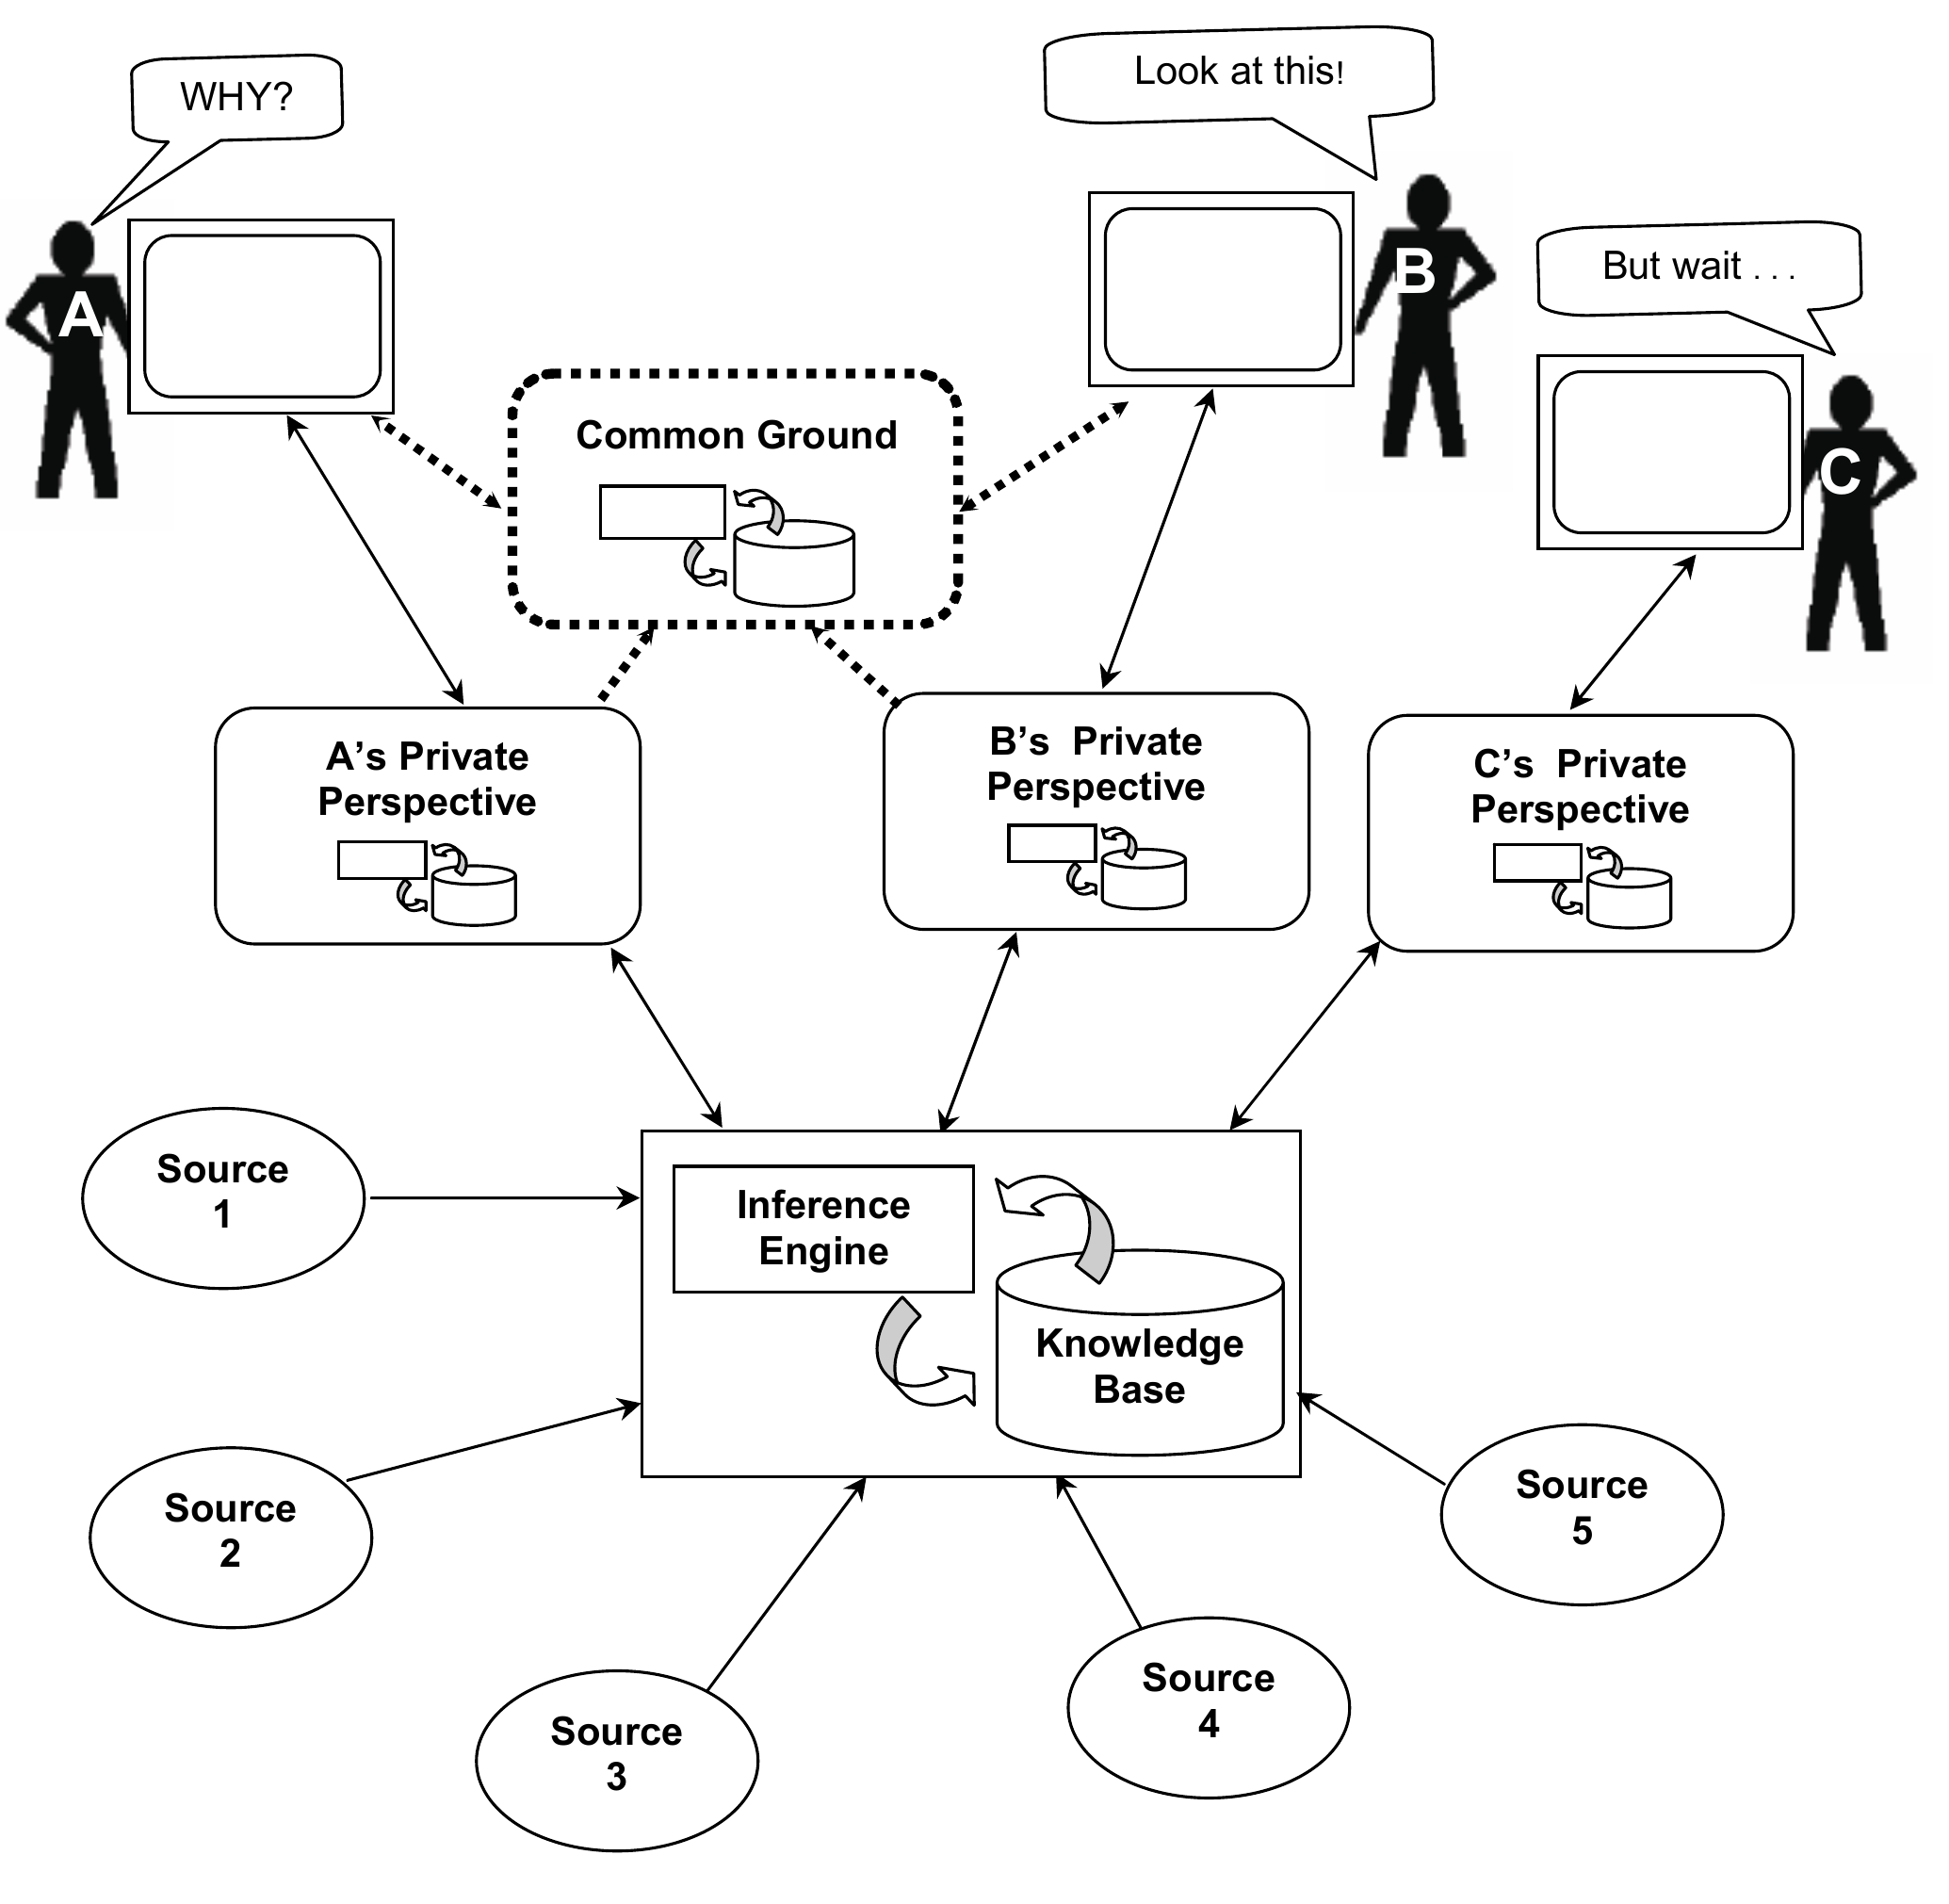 WHY?
Look at this!
But wait . . .
A
B
C
Common Ground
A's Private
Perspective
B's Private
Perspective
C's Private
Perspective
Source
1
Inference
Engine
Knowledge
Base
Source
2
Source
5
Source
3
Source
4